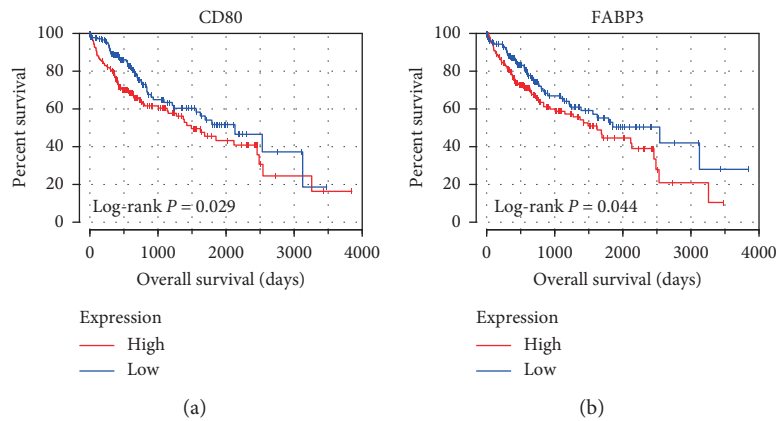 CD80
100
80
60
40
20
0
Percent survival
Log-rank P = 0.029
0 1000 2000 3000 4000
Overall survival (days)
Expression
High
Low
(a)
FABP3
100
80
60
40
20
0
Percent survival
Log-rank P = 0.044
0 1000 2000 3000 4000
Overall survival (days)
Expression
High
Low
(b)